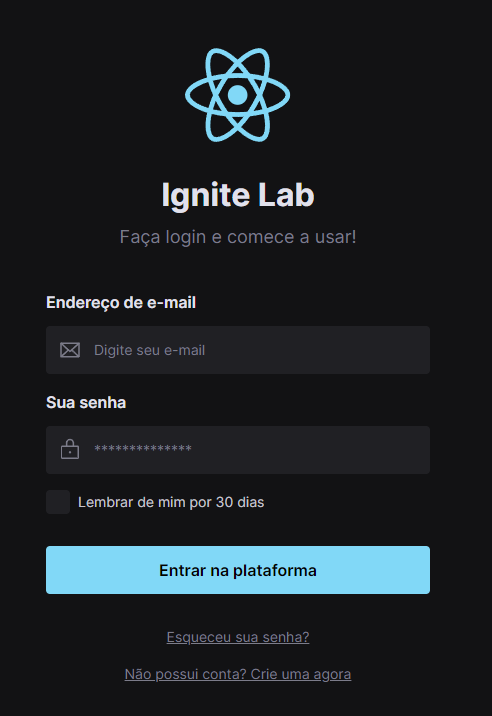 Ignite Lab
Faça login e comece a usar!
Endereço de e-mail
Digite seu e-mail
Sua senha
**************
Lembrar de mim por 30 dias
Entrar na plataforma
Esqueceu sua senha?
Não possui conta? Crie uma agora